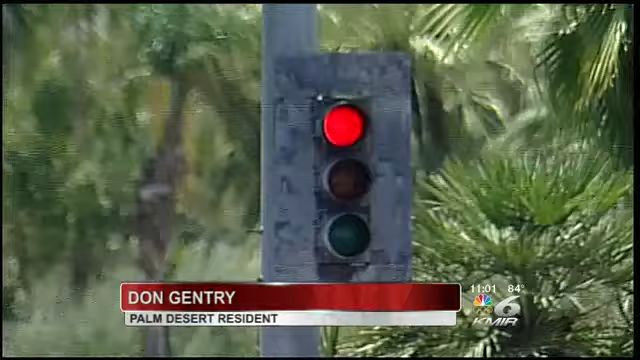 DON GENTRY
PALM DESERT RESIDENT
11:01 84°
6
KMIR